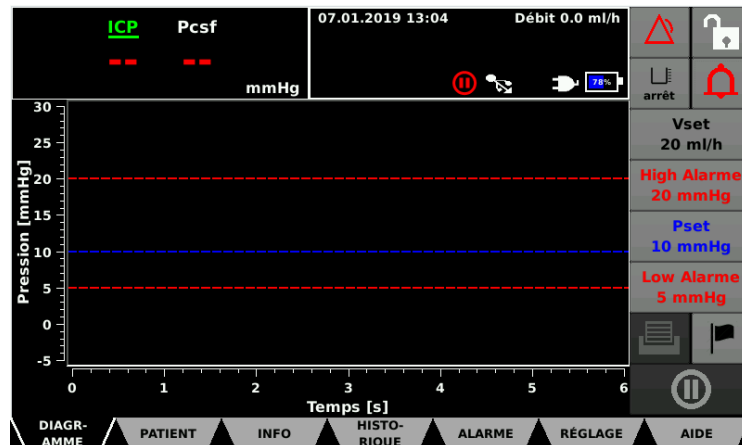 ICP Pcsf
-- --
mmHg
07.01.2019 13:04 Débit 0.0 ml/h
78%
arrêt
Vset
20 ml/h
High Alarme
20 mmHg
Pset
10 mmHg
Low Alarme
5 mmHg
Pression [mmHg]
30
25
20
15
10
5
0
-5
0 1 2 3 4 5 6
Temps [s]
DIAGR-
AMME
PATIENT
INFO
HISTO-
RIQUE
ALARME
RÉGLAGE
AIDE